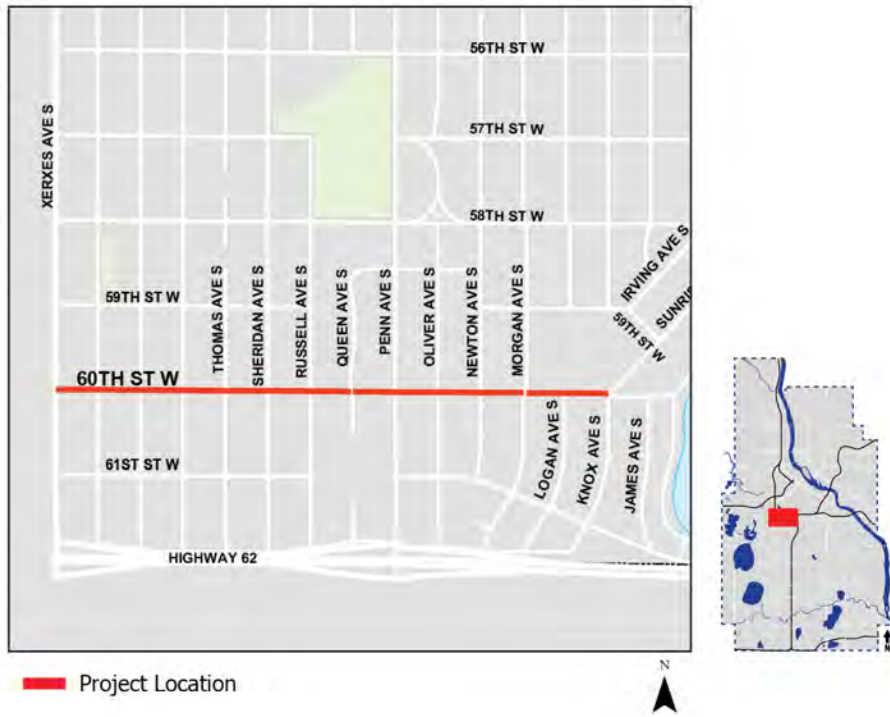 56TH ST W
XERXES AVE S
57TH ST W
58TH ST W
IRVING AVE S
SUNRIS
59TH ST W
59TH ST W
THOMAS AVE S
SHERIDAN AVE S
RUSSELL AVE S
QUEEN AVE S
PENN AVE S
OLIVER AVE S
NEWTON AVE S
MORGAN AVE S
60TH ST W
LOGAN AVE S
KNOX AVE S
JAMES AVE S
61ST ST W
HIGHWAY 62
Project Location
N